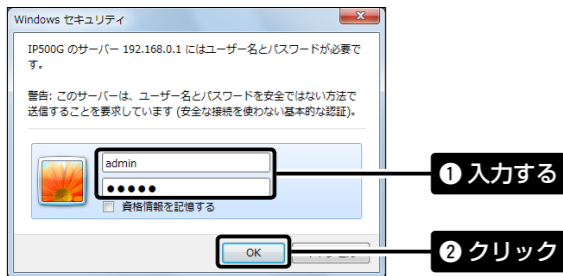 Windows セキュリティ
IP500G のサーバー 192.168.0.1 にはユーザー名とパスワードが必要で
す。
警告: このサーバーは、ユーザー名とパスワードを安全ではない方法で
送信することを要求しています (安全な接続を使わない基本的な認証)。
admin
●●●●●
資格情報を記憶する
❶ 入力する
OK
❷ クリック